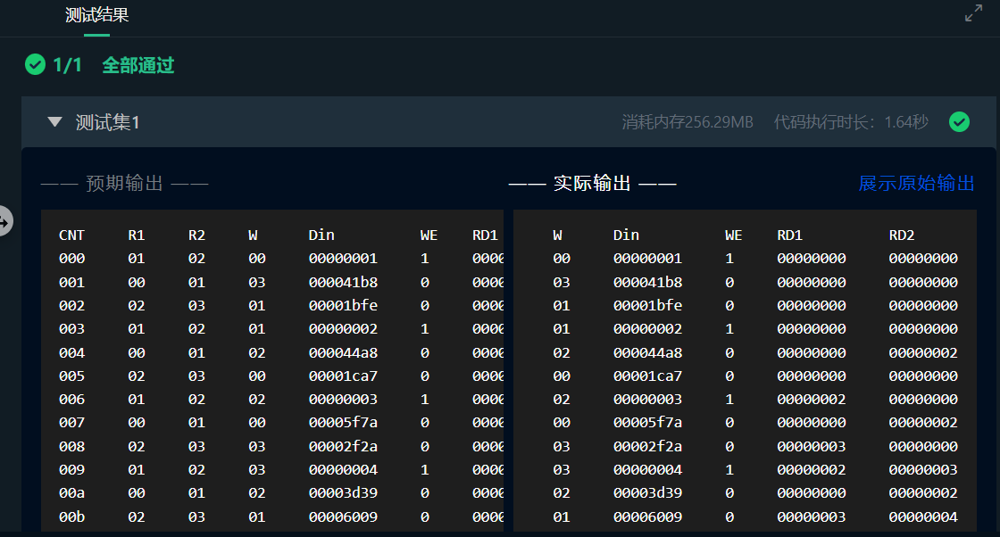 测试结果
1/1 全部通过
测试集1 消耗内存256.29MB 代码执行时长：1.64秒
—— 预期输出 —— —— 实际输出 —— 展示原始输出
CNT R1 R2 W Din WE RD1 W Din WE RD1 RD2
000 01 02 00 00000001 1 0000 00 00000001 1 00000000 00000000
001 00 01 03 000041b8 0 0000 03 000041b8 0 00000000 00000000
002 02 03 01 00001bfe 0 0000 01 00001bfe 0 00000000 00000000
003 01 02 01 00000002 1 0000 01 00000002 1 00000000 00000000
004 00 01 02 000044a8 0 0000 02 000044a8 0 00000000 00000002
005 02 03 00 00001ca7 0 0000 00 00001ca7 0 00000000 00000000
006 01 02 02 00000003 1 0000 02 00000003 1 00000002 00000000
007 00 01 00 00005f7a 0 0000 00 00005f7a 0 00000000 00000002
008 02 03 03 00002f2a 0 0000 03 00002f2a 0 00000003 00000000
009 01 02 03 00000004 1 0000 03 00000004 1 00000002 00000003
00a 00 01 02 00003d39 0 0000 02 00003d39 0 00000000 00000002
00b 02 03 01 00006009 0 0000 01 00006009 0 00000003 00000004